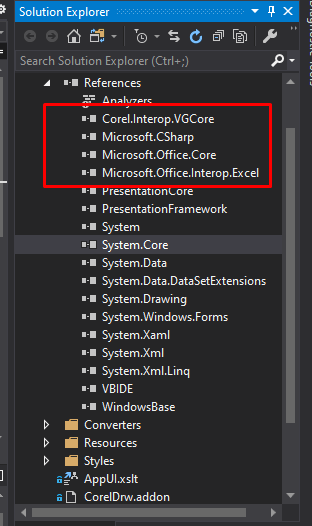 Solution Explorer
Search Solution Explorer (Ctrl+;)
References
Analyzers
Corel.Interop.VGCore
Microsoft.CSharp
Microsoft.Office.Core
Microsoft.Office.Interop.Excel
PresentationCore
PresentationFramework
System
System.Core
System.Data
System.Data.DataSetExtensions
System.Drawing
System.Windows.Forms
System.Xaml
System.Xml
System.Xml.Linq
VBIDE
WindowsBase
Converters
Resources
Styles
AppUI.xslt
CorelDrw.addon
Diagnostic Tools